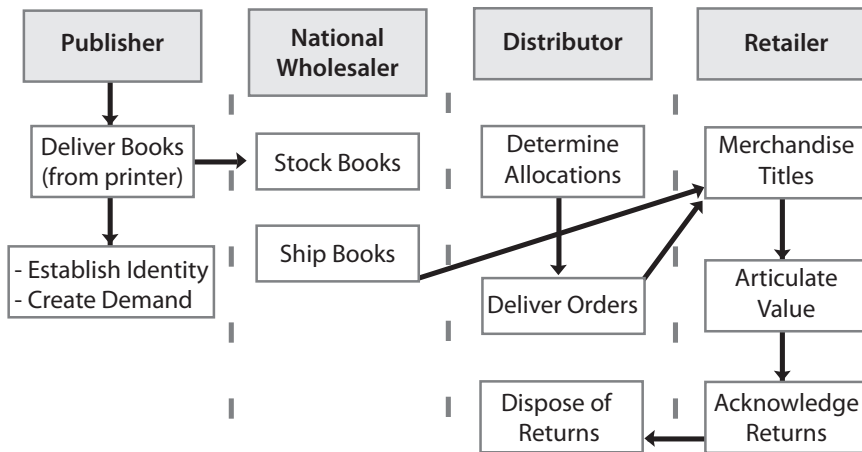 Publisher
National
Wholesaler
Distributor
Retailer
Deliver Books
(from printer)
Stock Books
Determine
Allocations
Merchandise
Titles
- Establish Identity
- Create Demand
Ship Books
Deliver Orders
Articulate
Value
Dispose of
Returns
Acknowledge
Returns